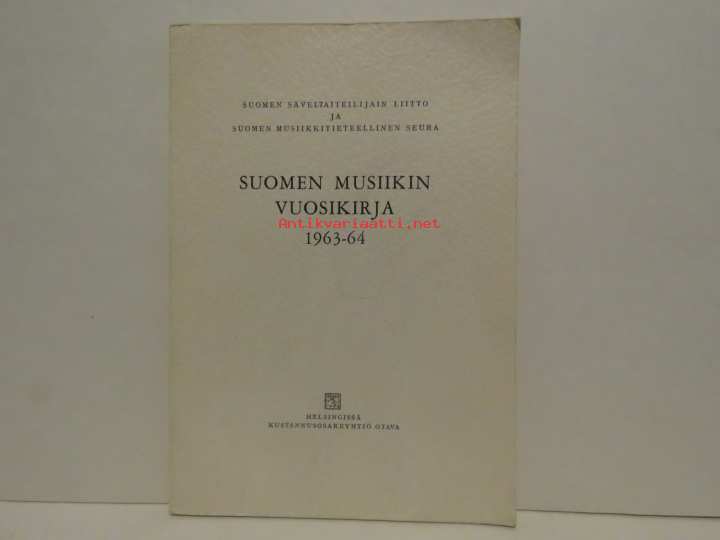 SUOMEN SÄVELTAITEILIJAIN LIITTO
JA
SUOMEN MUSIIKKITIETEELLINEN SEURA
SUOMEN MUSIIKIN
VUOSIKIRJA
Antikvariaatti.net
1963-64
HELSINGISSÄ
KUSTANNUSOSAKEYHTIÖ OTAVA